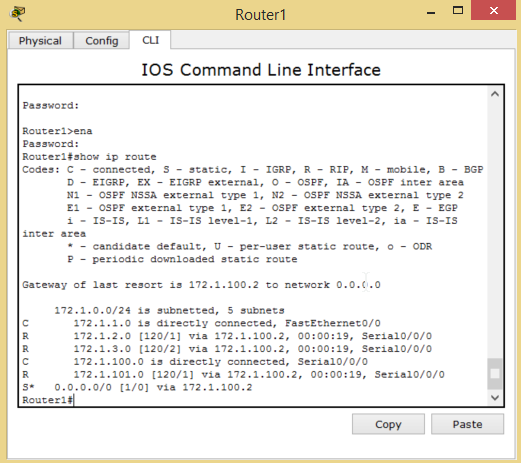 Router1
Physical Config CLI
IOS Command Line Interface
Password:
Router1>ena
Password:
Router1#show ip route
Codes: C - connected, S - static, I - IGRP, R - RIP, M - mobile, B - BGP
D - EIGRP, EX - EIGRP external, O - OSPF, IA - OSPF inter area
N1 - OSPF NSSA external type 1, N2 - OSPF NSSA external type 2
E1 - OSPF external type 1, E2 - OSPF external type 2, E - EGP
i - IS-IS, L1 - IS-IS level-1, L2 - IS-IS level-2, ia - IS-IS
inter area
* - candidate default, U - per-user static route, o - ODR
P - periodic downloaded static route
Gateway of last resort is 172.1.100.2 to network 0.0.0.0
172.1.0.0/24 is subnetted, 5 subnets
C 172.1.1.0 is directly connected, FastEthernet0/0
R 172.1.2.0 [120/1] via 172.1.100.2, 00:00:19, Serial0/0/0
R 172.1.3.0 [120/2] via 172.1.100.2, 00:00:19, Serial0/0/0
C 172.1.100.0 is directly connected, Serial0/0/0
R 172.1.101.0 [120/1] via 172.1.100.2, 00:00:19, Serial0/0/0
S* 0.0.0.0/0 [1/0] via 172.1.100.2
Router1#
Copy Paste